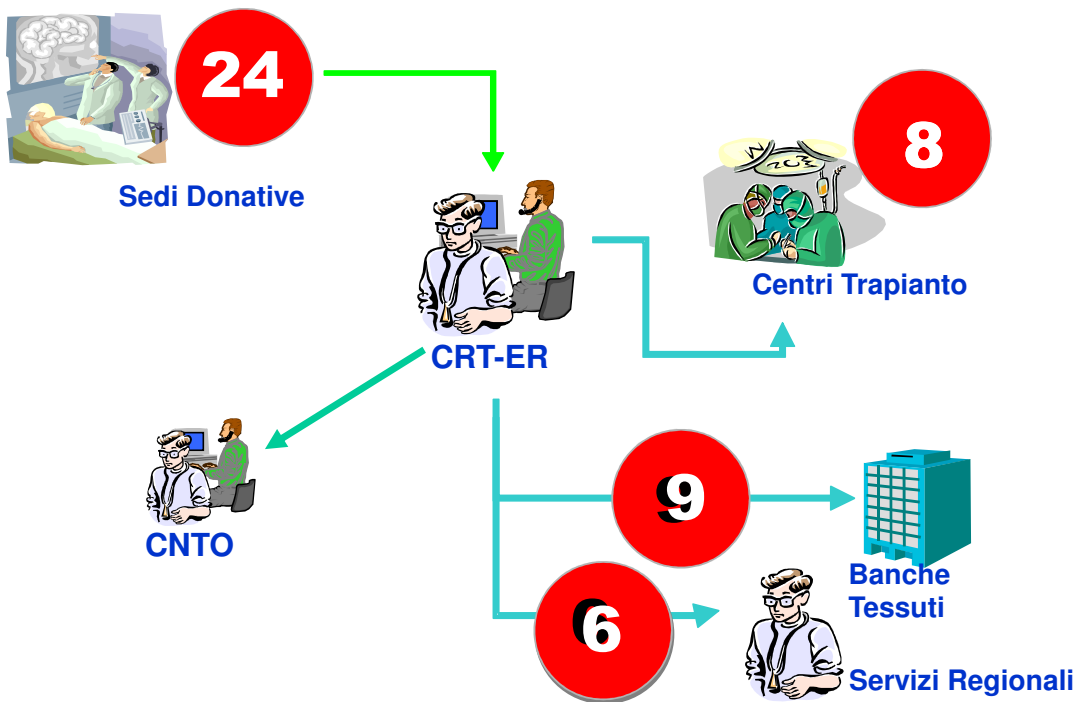 24
8
Sedi Donative
Centri Trapianto
CRT-ER
9
CNTO
Banche
Tessuti
6
Servizi Regionali